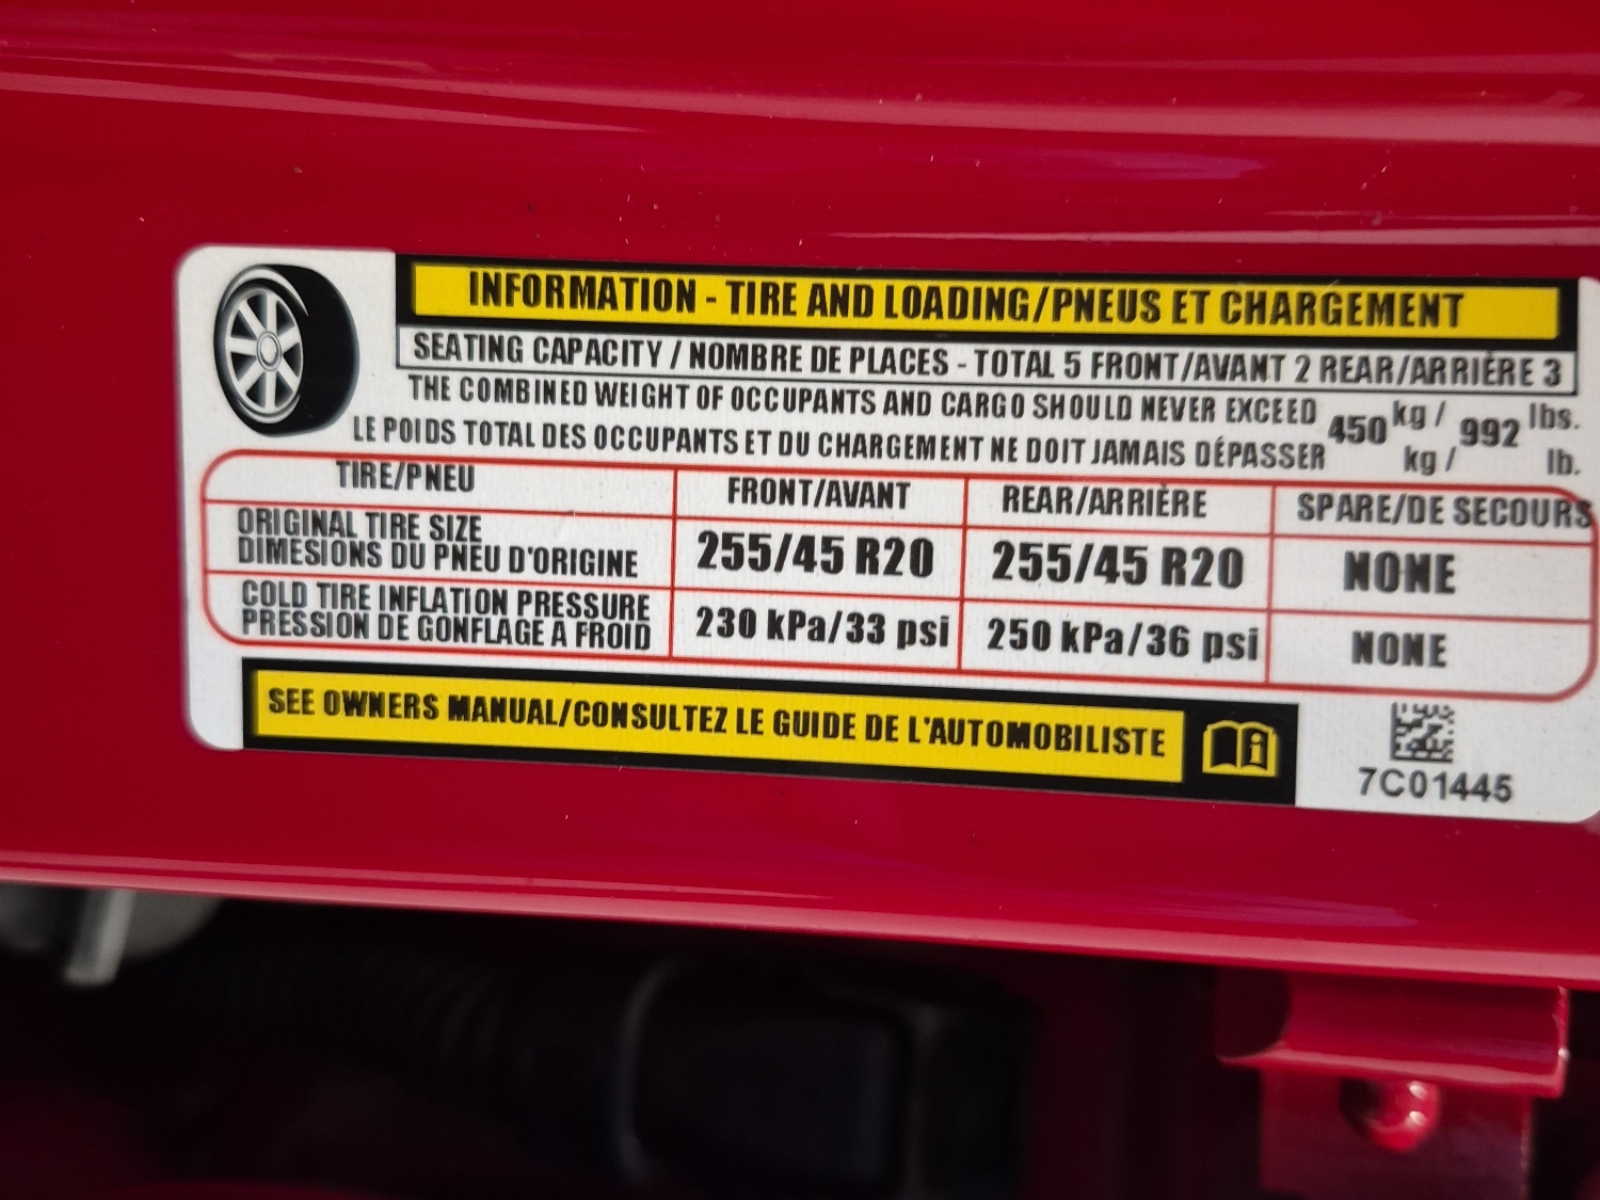 INFORMATION - TIRE AND LOADING/PNEUS ET CHARGEMENT
SEATING CAPACITY / NOMBRE DE PLACES - TOTAL 5 FRONT/AVANT 2 REAR/ARRIÈRE 3
THE COMBINED WEIGHT OF OCCUPANTS AND CARGO SHOULD NEVER EXCEED 450 kg / 992 lbs.
LE POIDS TOTAL DES OCCUPANTS ET DU CHARGEMENT NE DOIT JAMAIS DÉPASSER kg / lb.
TIRE/PNEU FRONT/AVANT REAR/ARRIÈRE SPARE/DE SECOURS
ORIGINAL TIRE SIZE
DIMESIONS DU PNEU D'ORIGINE 255/45 R20 255/45 R20 NONE
COLD TIRE INFLATION PRESSURE
PRESSION DE GONFLAGE A FROID 230 kPa/33 psi 250 kPa/36 psi NONE
SEE OWNERS MANUAL/CONSULTEZ LE GUIDE DE L'AUTOMOBILISTE
7C01445